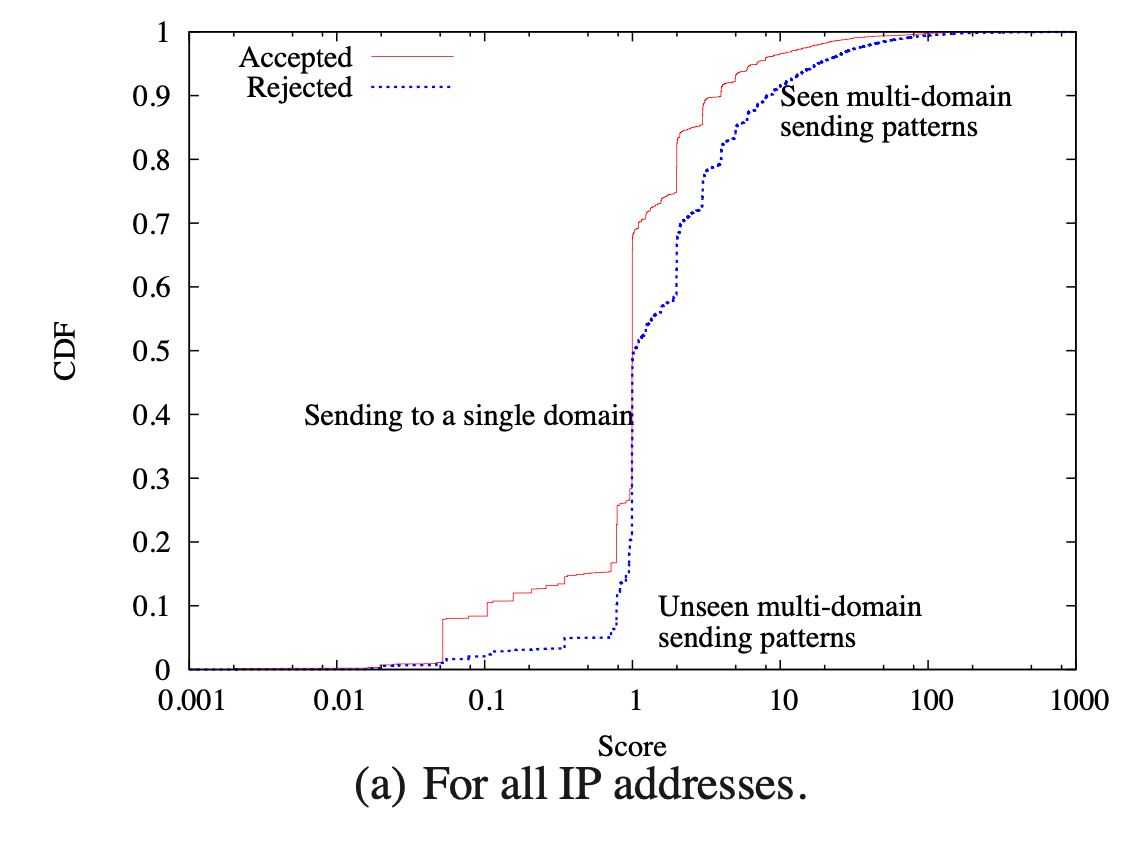 1
0.9
0.8
0.7
0.6
0.5
0.4
0.3
0.2
0.1
0
CDF
Accepted
Rejected
Seen multi-domain
sending patterns
Sending to a single domain
Unseen multi-domain
sending patterns
0.001 0.01 0.1 1 10 100 1000
Score
(a) For all IP addresses.